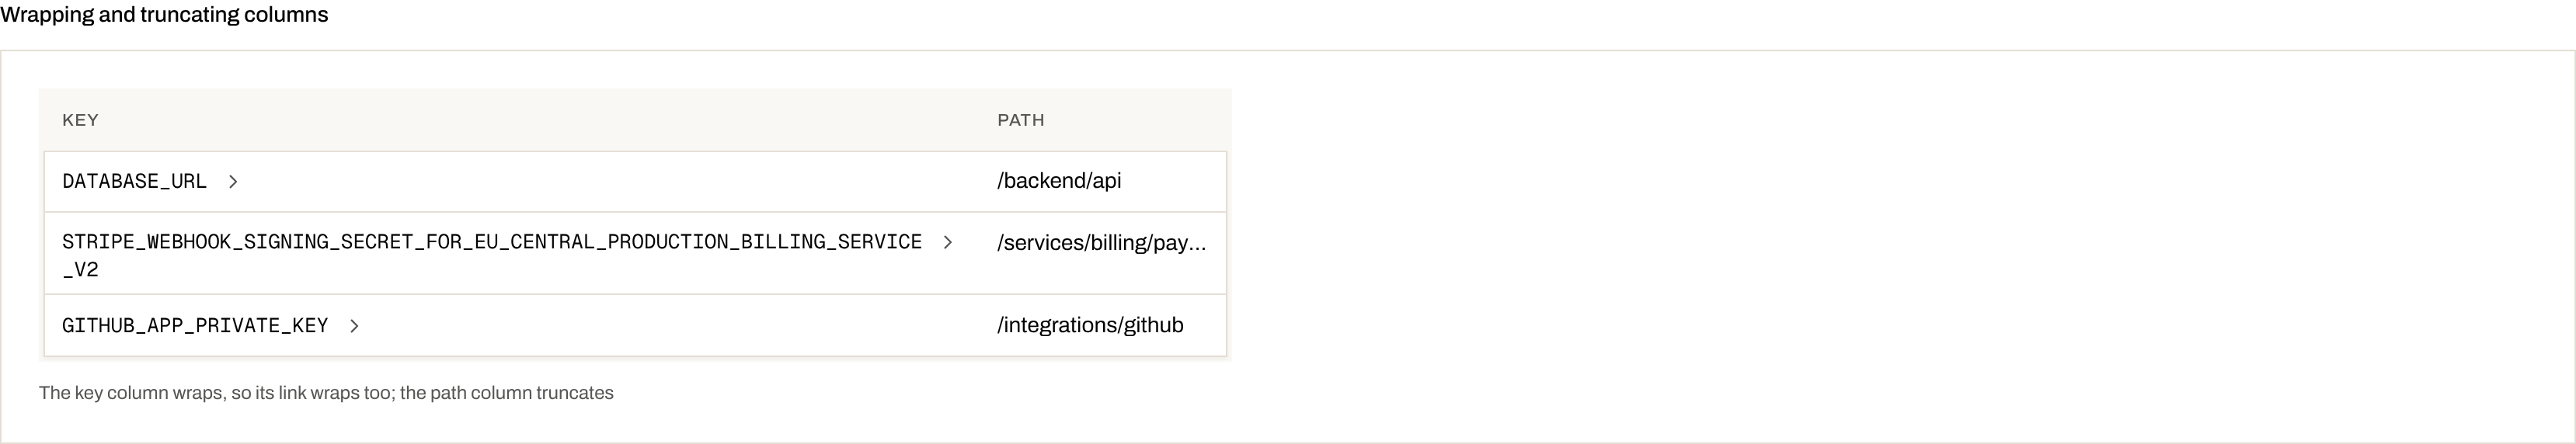 Wrapping and truncating columns
KEY PATH
DATABASE_URL /backend/api
STRIPE_WEBHOOK_SIGNING_SECRET_FOR_EU_CENTRAL_PRODUCTION_BILLING_SERVICE /services/billing/pay...
_V2
GITHUB_APP_PRIVATE_KEY /integrations/github
The key column wraps, so its link wraps too; the path column truncates